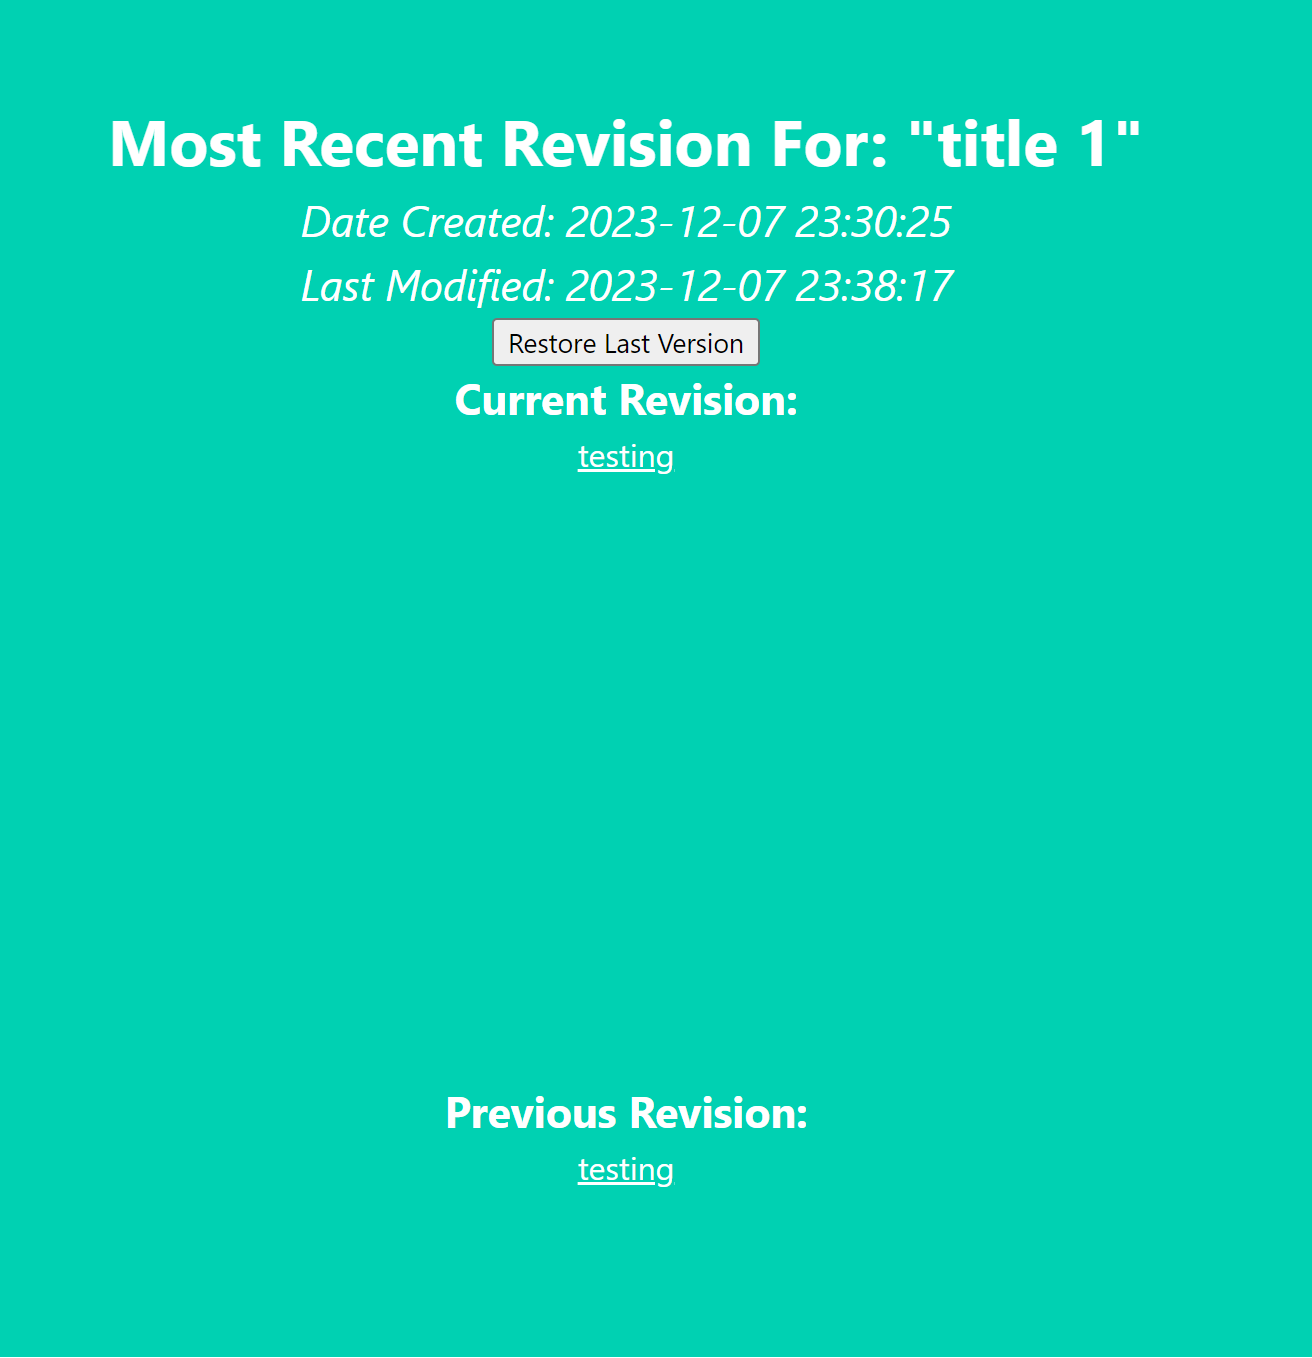 Most Recent Revision For: "title 1"
Date Created: 2023-12-07 23:30:25
Last Modified: 2023-12-07 23:38:17
Restore Last Version
Current Revision:
testing
Previous Revision:
testing